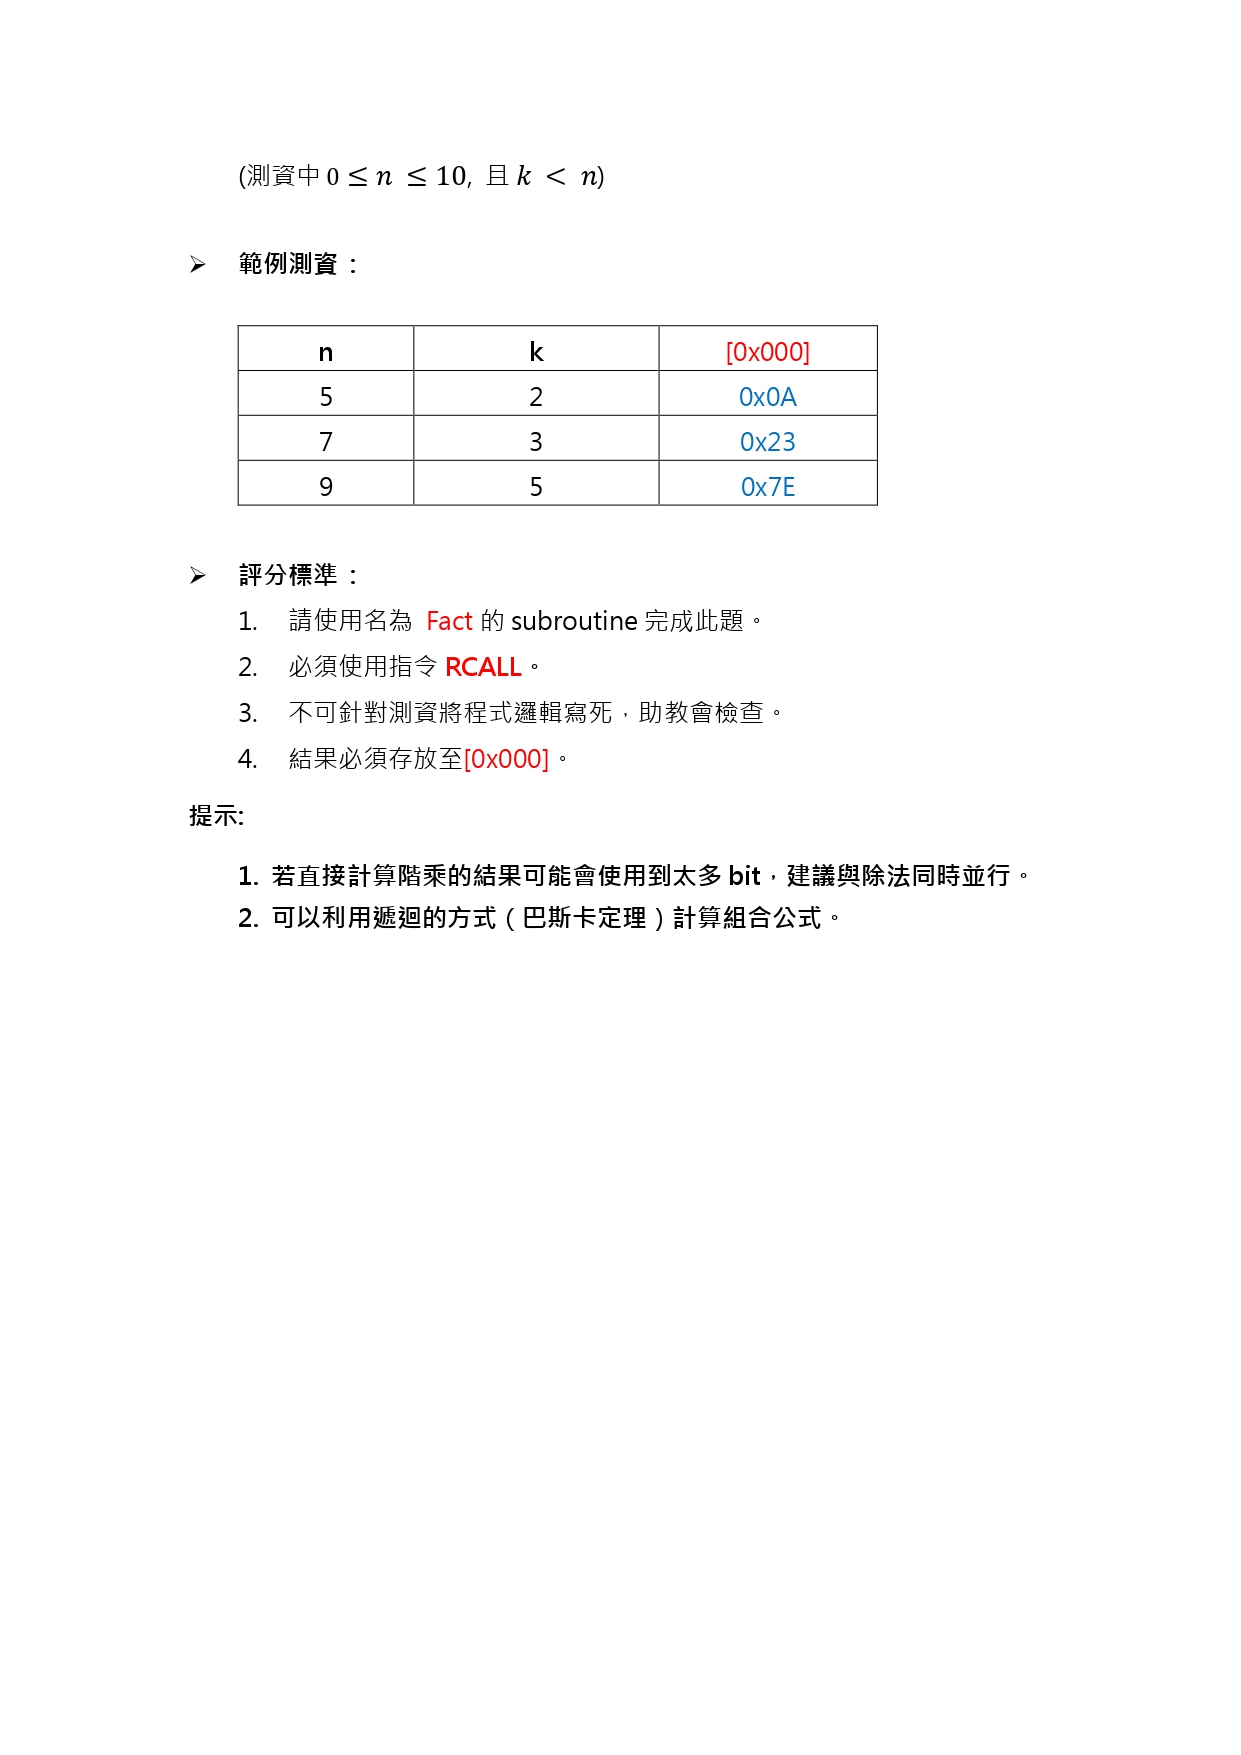 (測資中 0 ≤ n ≤ 10, 且 k < n)
➢ 範例測資：
n k [0x000]
5 2 0x0A
7 3 0x23
9 5 0x7E
➢ 評分標準：
1. 請使用名為 Fact 的 subroutine 完成此題。
2. 必須使用指令 RCALL。
3. 不可針對測資將程式邏輯寫死，助教會檢查。
4. 結果必須存放至[0x000]。
提示:
1. 若直接計算階乘的結果可能會使用到太多 bit，建議與除法同時並行。
2. 可以利用遞迴的方式（巴斯卡定理）計算組合公式。